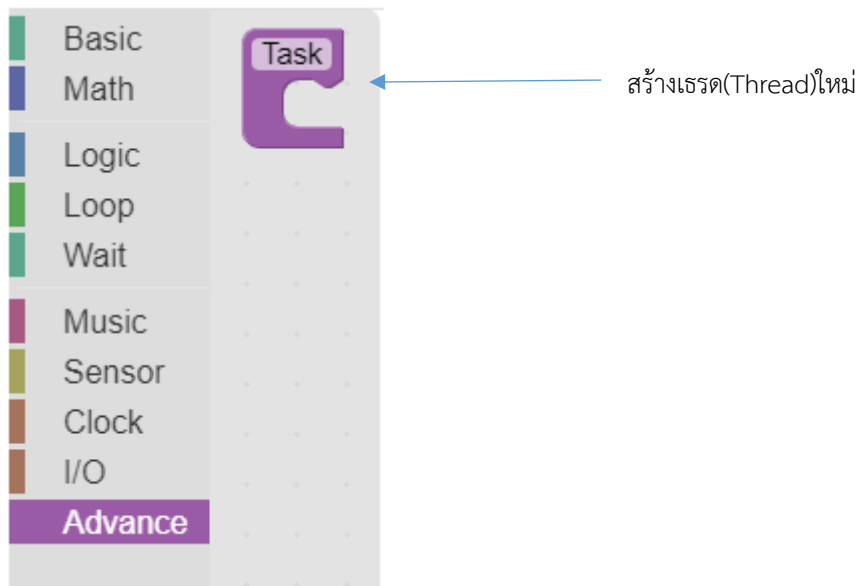 Basic
Math
Logic
Loop
Wait
Music
Sensor
Clock
I/O
Advance
Task
สร้างเธรด(Thread)ใหม่